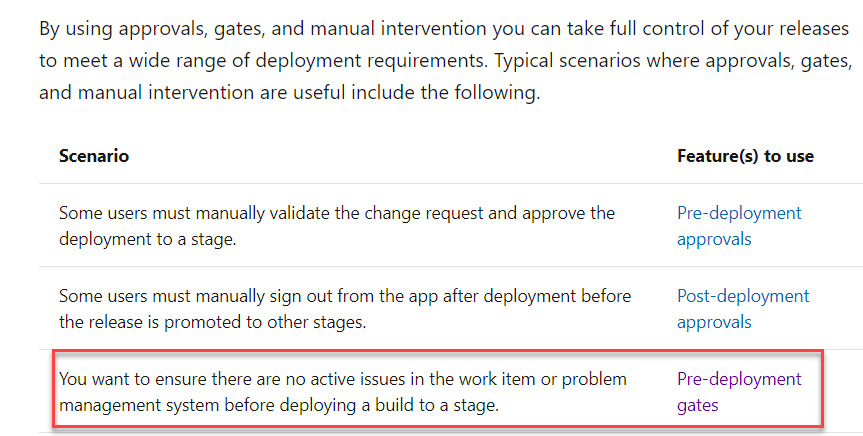 By using approvals, gates, and manual intervention you can take full control of your releases
to meet a wide range of deployment requirements. Typical scenarios where approvals, gates,
and manual intervention are useful include the following.
Scenario
Feature(s) to use
Some users must manually validate the change request and approve the
deployment to a stage.
Pre-deployment
approvals
Some users must manually sign out from the app after deployment before
the release is promoted to other stages.
Post-deployment
approvals
You want to ensure there are no active issues in the work item or problem
management system before deploying a build to a stage.
Pre-deployment
gates